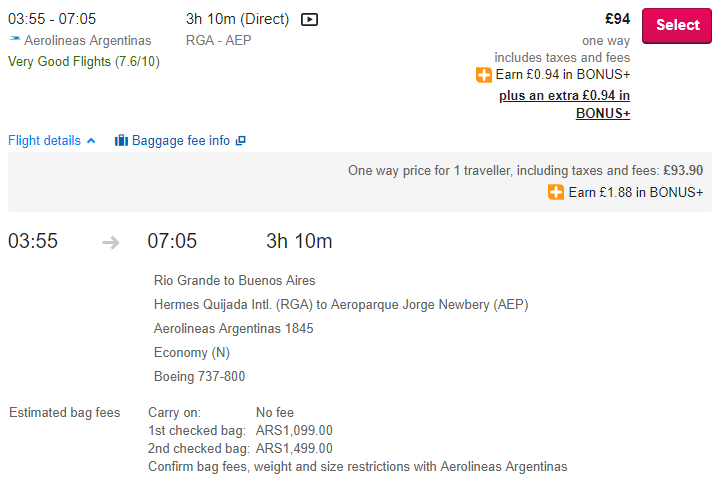 03:55 - 07:05 3h 10m (Direct) £94 Select
Aerolineas Argentinas RGA - AEP one way
Very Good Flights (7.6/10) includes taxes and fees
Earn £0.94 in BONUS+
plus an extra £0.94 in
BONUS+
Flight details Baggage fee info
One way price for 1 traveller, including taxes and fees: £93.90
Earn £1.88 in BONUS+
03:55 → 07:05 3h 10m
Rio Grande to Buenos Aires
Hermes Quijada Intl. (RGA) to Aeroparque Jorge Newbery (AEP)
Aerolineas Argentinas 1845
Economy (N)
Boeing 737-800
Estimated bag fees Carry on: No fee
1st checked bag: ARS1,099.00
2nd checked bag: ARS1,499.00
Confirm bag fees, weight and size restrictions with Aerolineas Argentinas